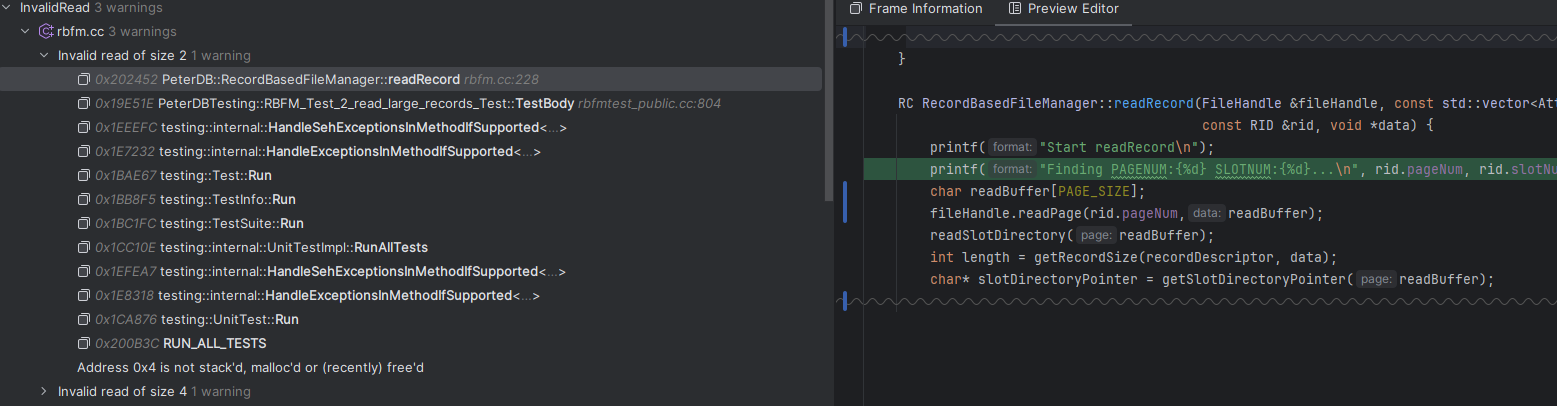 InvalidRead 3 warnings
rbfm.cc 3 warnings
Invalid read of size 2 1 warning
0x202452 PeterDB::RecordBasedFileManager::readRecord rbfm.cc:228
0x19E51E PeterDBTesting::RBFM_Test_2_read_large_records_Test::TestBody rbfmtest_public.cc:804
0x1EEEFC testing::internal::HandleSehExceptionsInMethodIfSupported<...>
0x1E7232 testing::internal::HandleExceptionsInMethodIfSupported<...>
0x1BAE67 testing::Test::Run
0x1BB8F5 testing::TestInfo::Run
0x1BC1FC testing::TestSuite::Run
0x1CC10E testing::internal::UnitTestImpl::RunAllTests
0x1EFEA7 testing::internal::HandleSehExceptionsInMethodIfSupported<...>
0x1E8318 testing::internal::HandleExceptionsInMethodIfSupported<...>
0x1CA876 testing::UnitTest::Run
0x200B3C RUN_ALL_TESTS
Address 0x4 is not stack'd, malloc'd or (recently) free'd
Invalid read of size 4 1 warning
Frame Information Preview Editor
}
RC RecordBasedFileManager::readRecord(FileHandle &fileHandle, const std::vector<Att
const RID &rid, void *data) {
printf( format: "Start readRecord\n");
printf( format: "Finding PAGENUM:{%d} SLOTNUM:{%d}...\n", rid.pageNum, rid.slotNu
char readBuffer[PAGE_SIZE];
fileHandle.readPage(rid.pageNum, data: readBuffer);
readSlotDirectory( page: readBuffer);
int length = getRecordSize(recordDescriptor, data);
char* slotDirectoryPointer = getSlotDirectoryPointer( page: readBuffer);